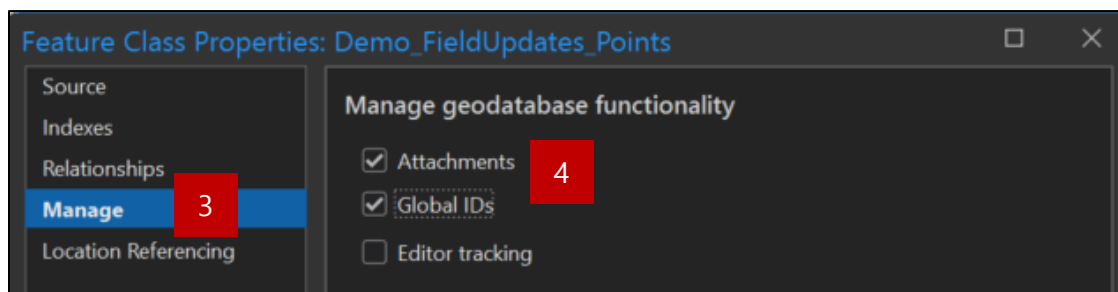 Feature Class Properties: Demo_FieldUpdates_Points
Source
Indexes
Relationships
Manage
3
Location Referencing
Manage geodatabase functionality
Attachments
4
Global IDs
Editor tracking